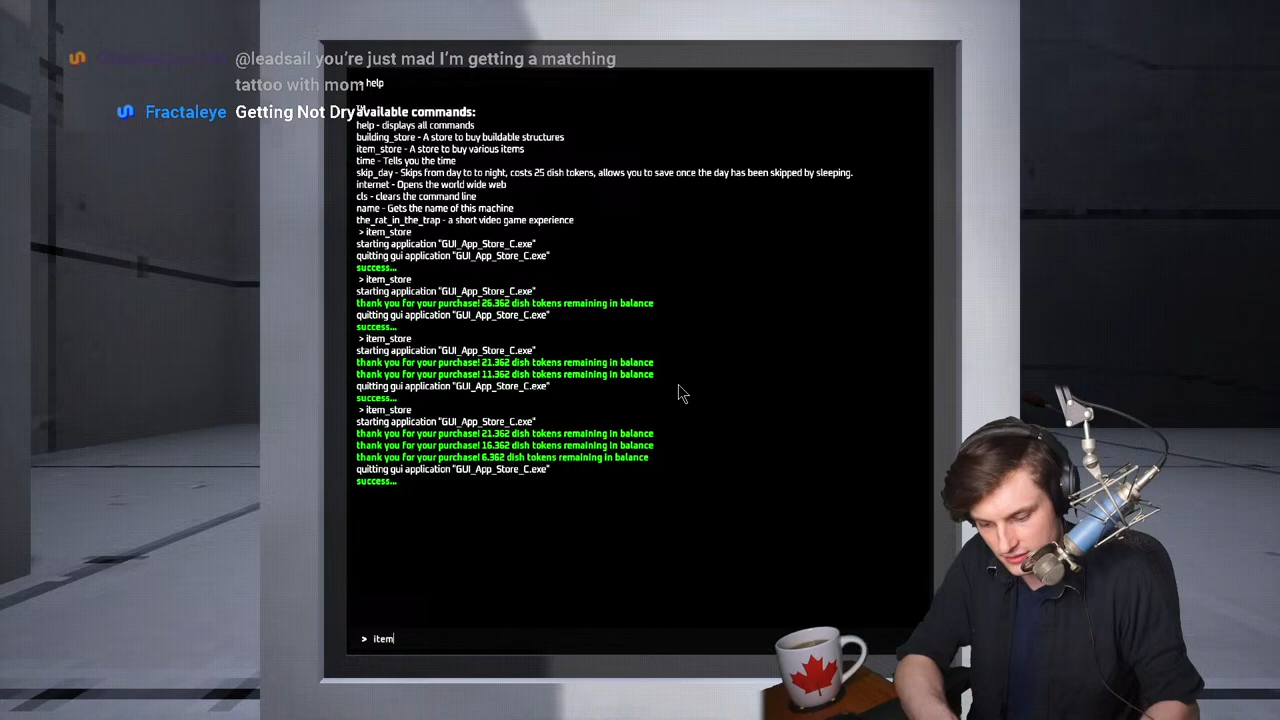 @leadsail you're just mad I'm getting a matching
tattoo with mom
Fractaleye Getting Not Dry™
> help
available commands:
help - displays all commands
building_store - A store to buy buildable structures
item_store - A store to buy various items
time - Tells you the time
skip_day - Skips from day to to night, costs 25 dish tokens, allows you to save once the day has been skipped by sleeping.
internet - Opens the world wide web
cls - clears the command line
name - Gets the name of this machine
the_rat_in_the_trap - a short video game experience
> item_store
starting application "GUI_App_Store_C.exe"
quitting gui application "GUI_App_Store_C.exe"
success...
> item_store
starting application "GUI_App_Store_C.exe"
thank you for your purchase! 26.362 dish tokens remaining in balance
quitting gui application "GUI_App_Store_C.exe"
success...
> item_store
starting application "GUI_App_Store_C.exe"
thank you for your purchase! 21.362 dish tokens remaining in balance
thank you for your purchase! 11.362 dish tokens remaining in balance
quitting gui application "GUI_App_Store_C.exe"
success...
> item_store
starting application "GUI_App_Store_C.exe"
thank you for your purchase! 21.362 dish tokens remaining in balance
thank you for your purchase! 16.362 dish tokens remaining in balance
thank you for your purchase! 6.362 dish tokens remaining in balance
quitting gui application "GUI_App_Store_C.exe"
success...
> item